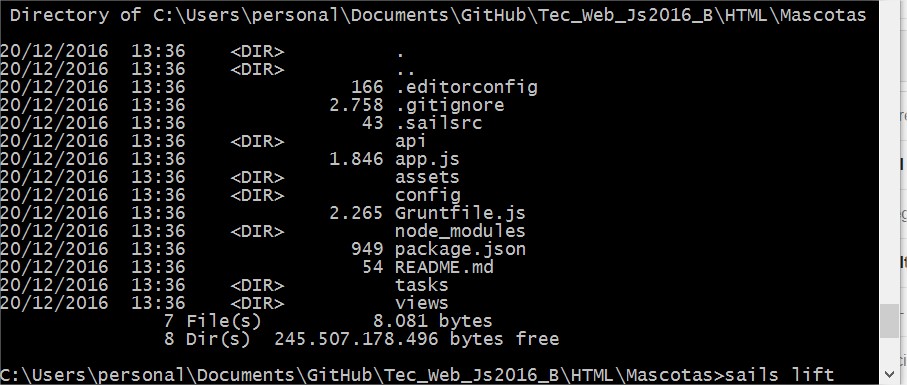 Directory of C:\Users\personal\Documents\GitHub\Tec_Web_Js2016_B\HTML\Mascotas
20/12/2016  13:36    <DIR>          .
20/12/2016  13:36    <DIR>          ..
20/12/2016  13:36               166 .editorconfig
20/12/2016  13:36             2.758 .gitignore
20/12/2016  13:36                43 .sailsrc
20/12/2016  13:36    <DIR>          api
20/12/2016  13:36             1.846 app.js
20/12/2016  13:36    <DIR>          assets
20/12/2016  13:36    <DIR>          config
20/12/2016  13:36             2.265 Gruntfile.js
20/12/2016  13:36    <DIR>          node_modules
20/12/2016  13:36               949 package.json
20/12/2016  13:36                54 README.md
20/12/2016  13:36    <DIR>          tasks
20/12/2016  13:36    <DIR>          views
7 File(s)          8.081 bytes
8 Dir(s)  245.507.178.496 bytes free
C:\Users\personal\Documents\GitHub\Tec_Web_Js2016_B\HTML\Mascotas>sails lift